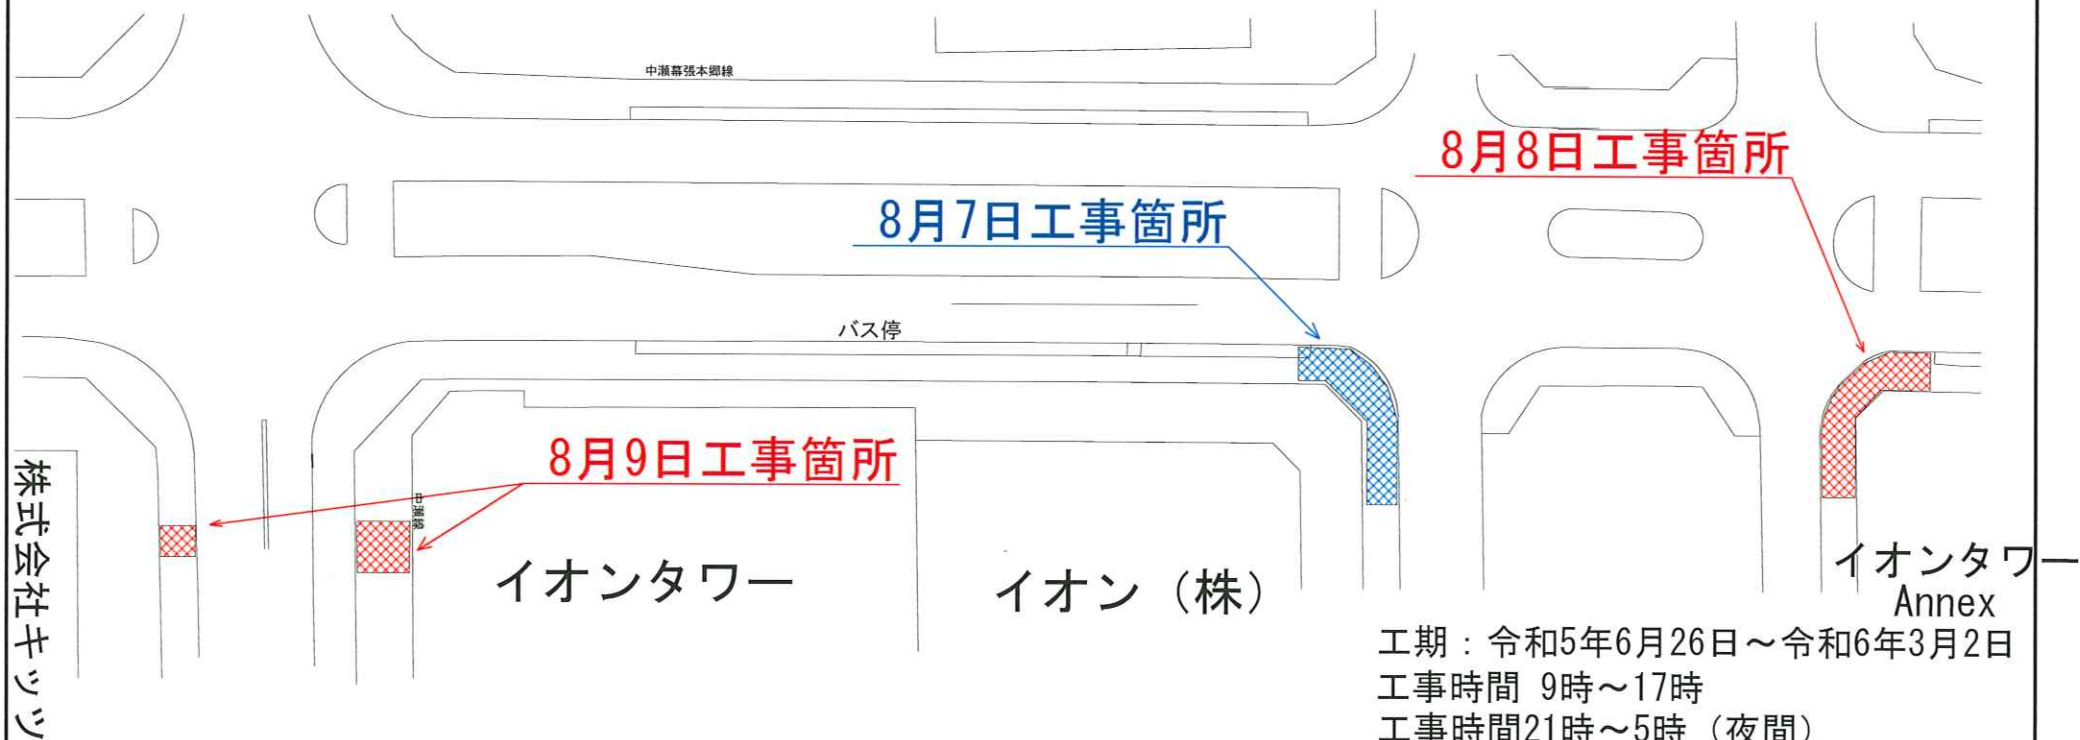 中瀬幕張本郷線
8月8日工事箇所
8月7日工事箇所
バス停
8月9日工事箇所
中瀬線
株式会社キッツ
イオンタワー
イオン（株）
イオンタワー
Annex
工期：令和5年6月26日～令和6年3月2日
工事時間 9時～17時
工事時間21時～5時（夜間）